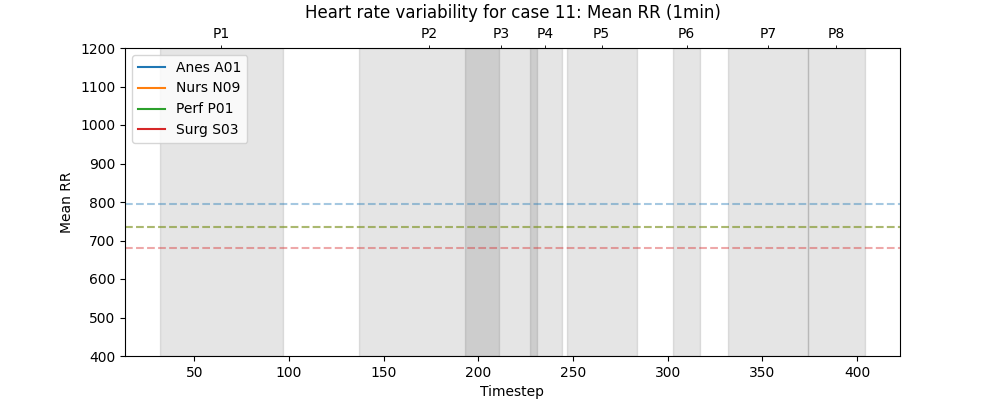 Heart rate variability for case 11: Mean RR (1min)
P1 P2 P3 P4 P5 P6 P7 P8
1200
1100
1000
900
800
700
600
500
400
Mean RR
Anes A01
Nurs N09
Perf P01
Surg S03
50 100 150 200 250 300 350 400
Timestep